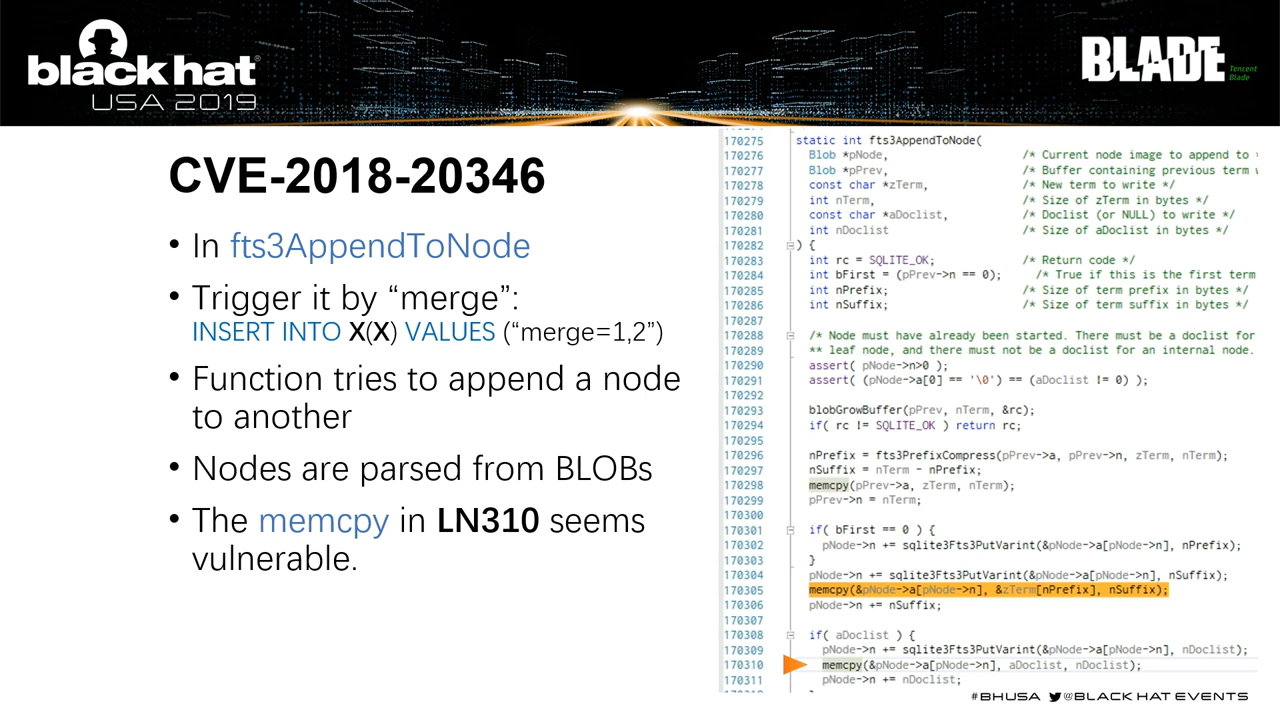 black hat®
USA 2019
BLADE
Tencent
Blade
CVE-2018-20346
• In fts3AppendToNode
• Trigger it by “merge”:
INSERT INTO X(X) VALUES (“merge=1,2”)
• Function tries to append a node
to another
• Nodes are parsed from BLOBs
• The memcpy in LN310 seems
vulnerable.
170275 static int fts3AppendToNode(
170276 Blob *pNode, /* Current node image to append to
170277 Blob *pPrev, /* Buffer containing previous term
170278 const char *zTerm, /* New term to write */
170279 int nTerm, /* Size of zTerm in bytes */
170280 const char *aDoclist, /* Doclist (or NULL) to write */
170281 int nDoclist /* Size of aDoclist in bytes */
170282 ) {
170283 int rc = SQLITE_OK; /* Return code */
170284 int bFirst = (pPrev->n == 0); /* True if this is the first term
170285 int nPrefix; /* Size of term prefix in bytes */
170286 int nSuffix; /* Size of term suffix in bytes */
170287
170288 /* Node must have already been started. There must be a doclist for
170289 ** leaf node, and there must not be a doclist for an internal node.
170290 assert( pNode->n>0 );
170291 assert( (pNode->a[0] == '\0') == (aDoclist != 0) );
170292
170293 blobGrowBuffer(pPrev, nTerm, &rc);
170294 if( rc != SQLITE_OK ) return rc;
170295
170296 nPrefix = fts3PrefixCompress(pPrev->a, pPrev->n, zTerm, nTerm);
170297 nSuffix = nTerm - nPrefix;
170298 memcpy(pPrev->a, zTerm, nTerm);
170299 pPrev->n = nTerm;
170300
170301 if( bFirst == 0 ) {
170302 pNode->n += sqlite3Fts3PutVarint(&pNode->a[pNode->n], nPrefix);
170303 }
170304 pNode->n += sqlite3Fts3PutVarint(&pNode->a[pNode->n], nSuffix);
170305 memcpy(&pNode->a[pNode->n], &zTerm[nPrefix], nSuffix);
170306 pNode->n += nSuffix;
170307
170308 if( aDoclist ) {
170309 pNode->n += sqlite3Fts3PutVarint(&pNode->a[pNode->n], nDoclist);
170310 memcpy(&pNode->a[pNode->n], aDoclist, nDoclist);
170311 pNode->n += nDoclist;
#BHUSA @BLACK HAT EVENTS